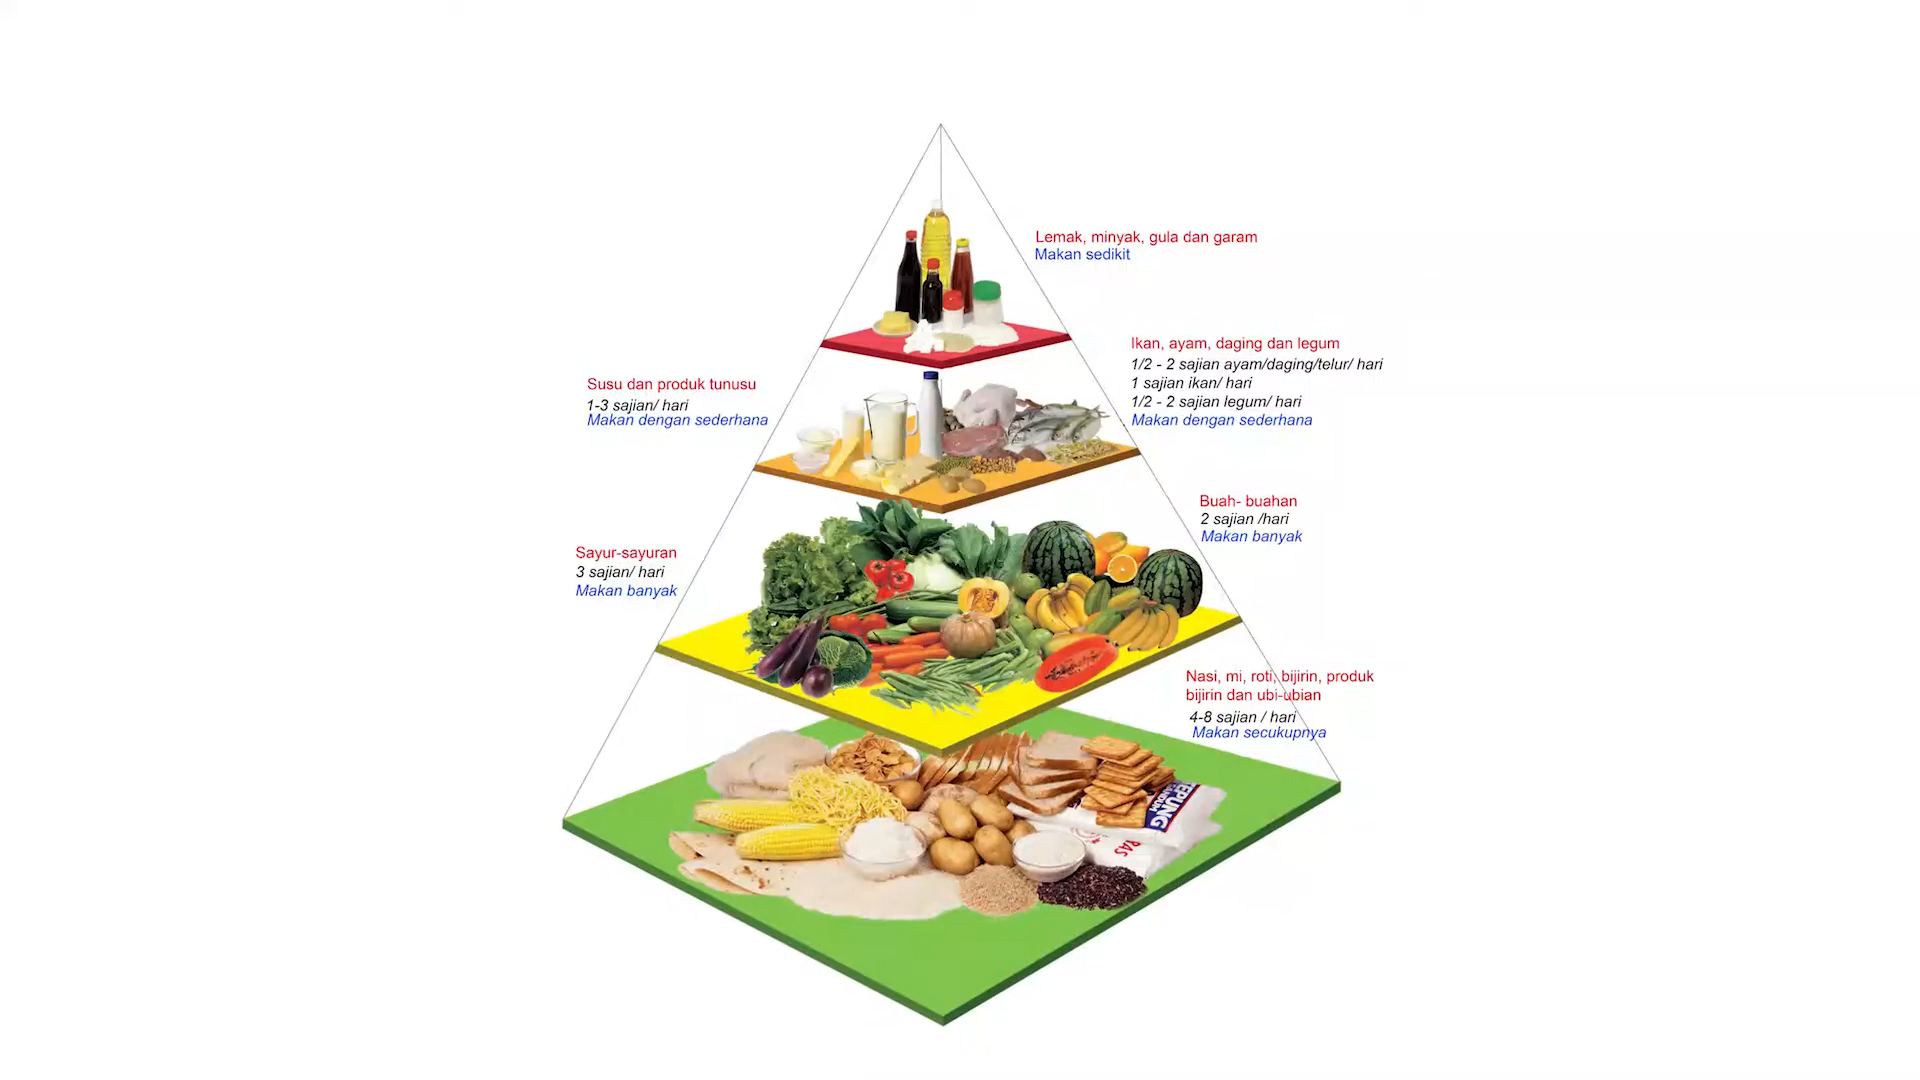 Lemak, minyak, gula dan garam
Makan sedikit
Ikan, ayam, daging dan legum
1/2 - 2 sajian ayam/daging/telur/ hari
1 sajian ikan/ hari
1/2 - 2 sajian legum/ hari
Makan dengan sederhana
Susu dan produk tunusu
1-3 sajian/ hari
Makan dengan sederhana
Buah- buahan
2 sajian /hari
Makan banyak
Sayur-sayuran
3 sajian/ hari
Makan banyak
Nasi, mi, roti, bijirin, produk
bijirin dan ubi-ubian
4-8 sajian / hari
Makan secukupnya
TEPUNG